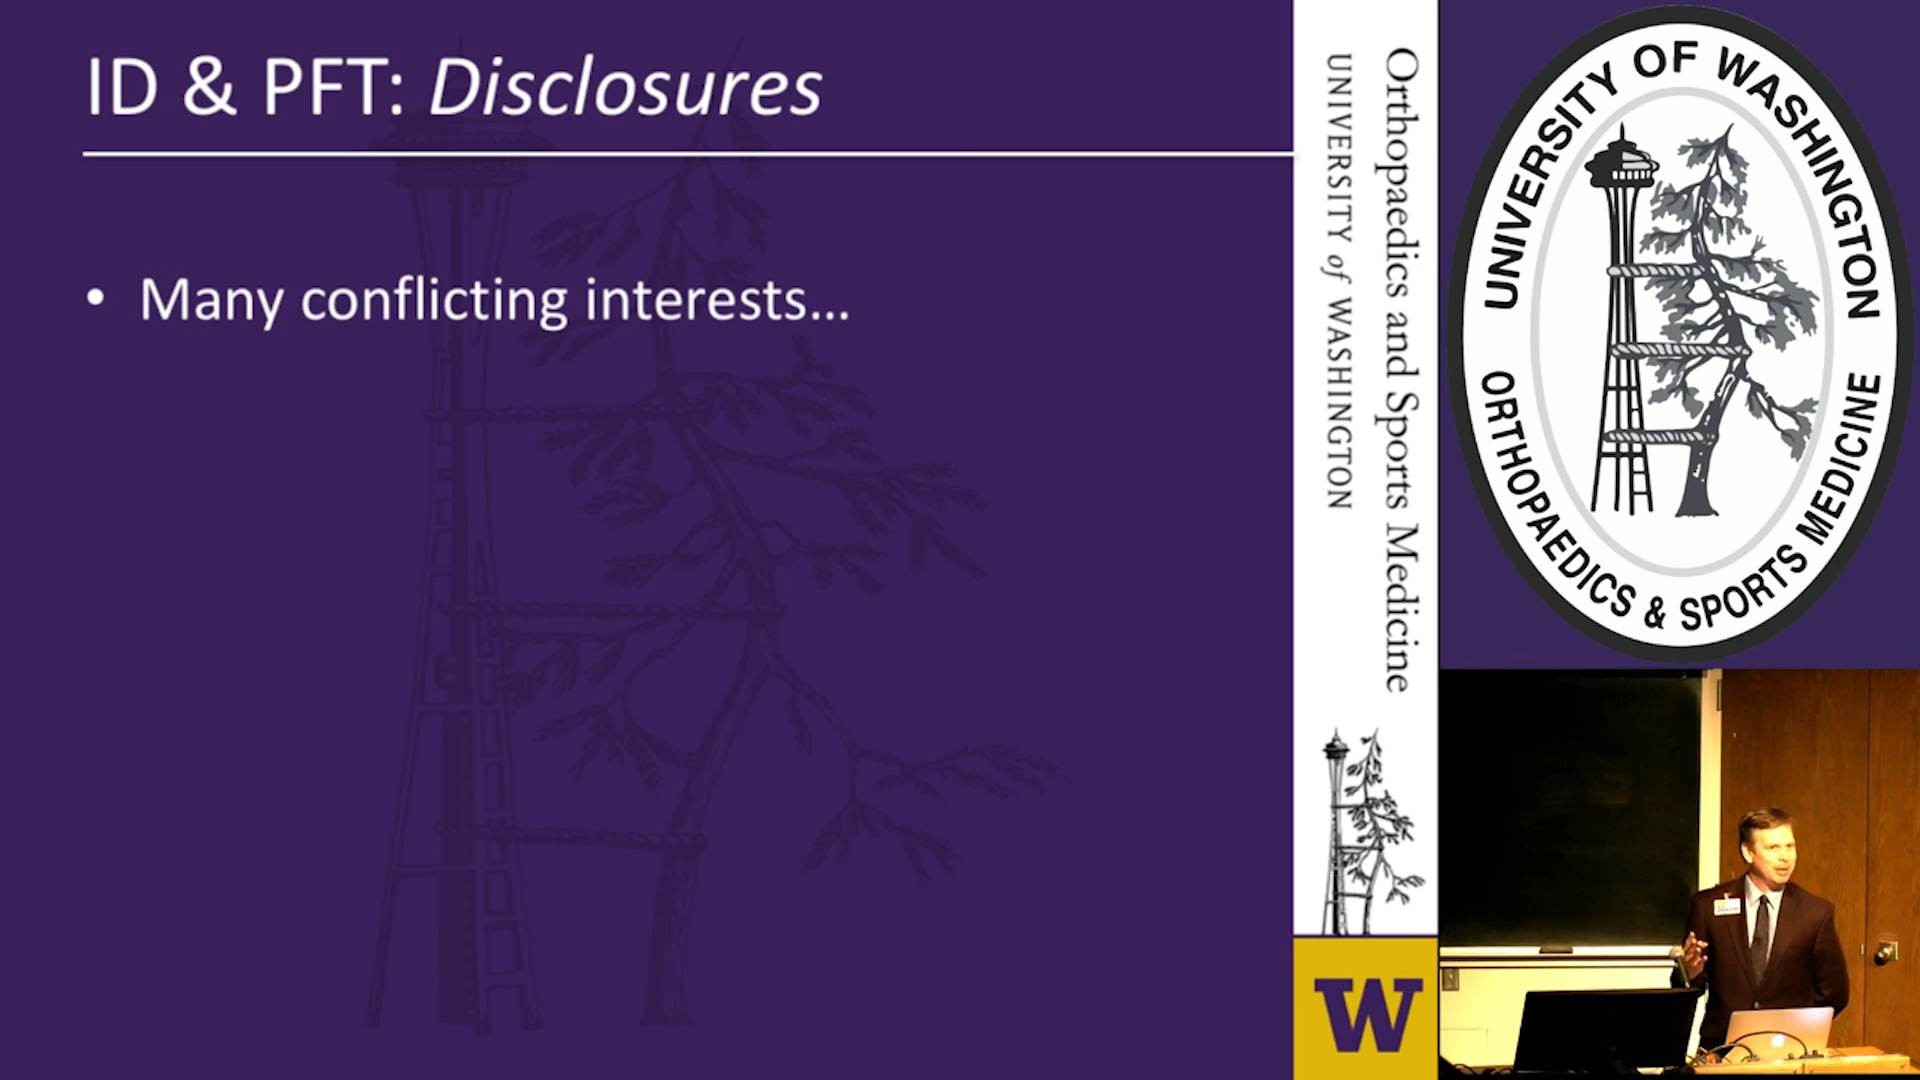 ID & PFT: Disclosures
• Many conflicting interests...
Orthopaedics and Sports Medicine
UNIVERSITY of WASHINGTON
W
UNIVERSITY OF WASHINGTON
ORTHOPAEDICS & SPORTS MEDICINE